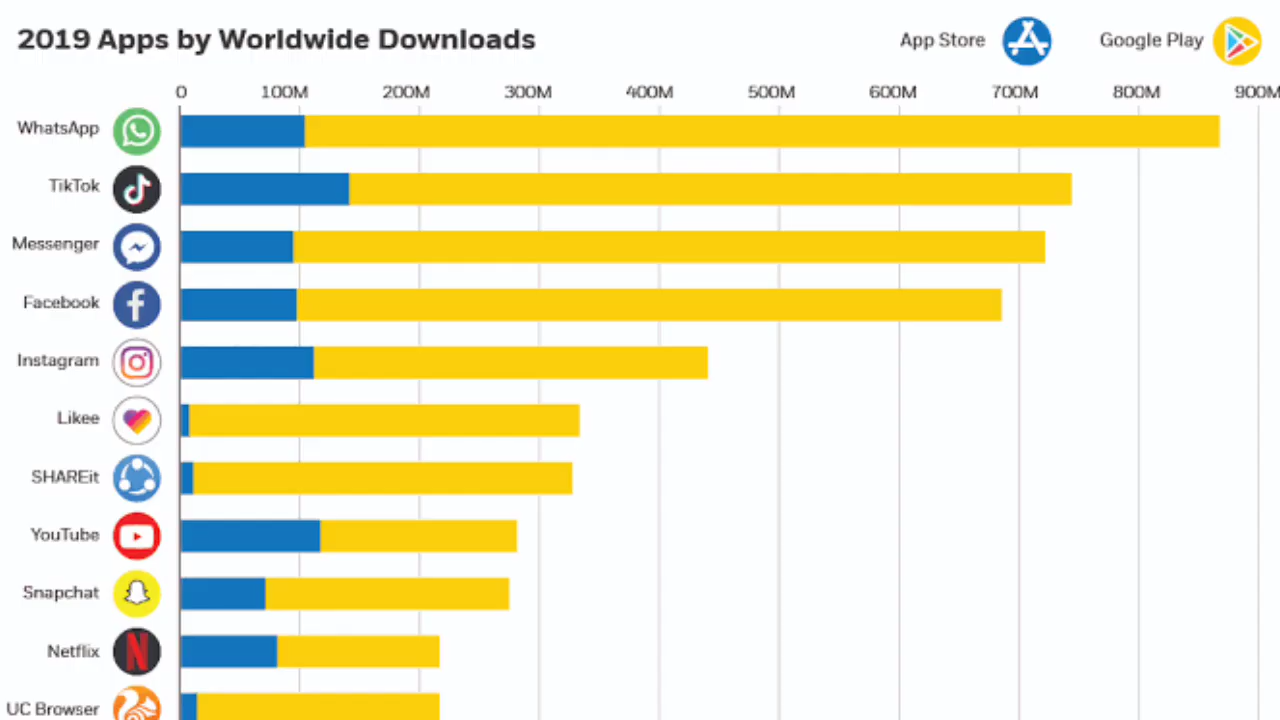 2019 Apps by Worldwide Downloads
App Store
Google Play
0 100M 200M 300M 400M 500M 600M 700M 800M 900M
WhatsApp
TikTok
Messenger
Facebook
Instagram
Likee
SHAREit
YouTube
Snapchat
Netflix
UC Browser